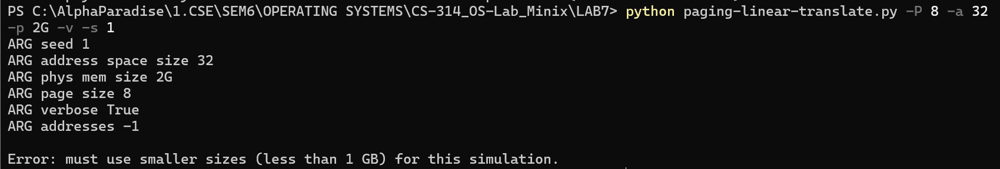 PS C:\AlphaParadise\1.CSE\SEM6\OPERATING SYSTEMS\CS-314_OS-Lab_Minix\LAB7> python paging-linear-translate.py -P 8 -a 32
-p 2G -v -s 1
ARG seed 1
ARG address space size 32
ARG phys mem size 2G
ARG page size 8
ARG verbose True
ARG addresses -1
Error: must use smaller sizes (less than 1 GB) for this simulation.